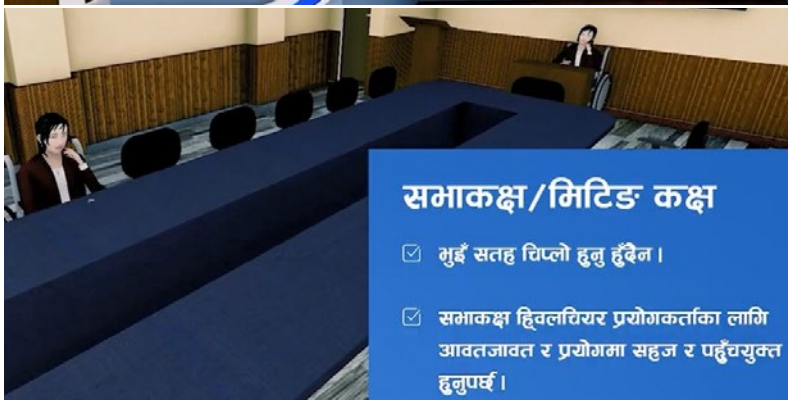 सभाकक्ष/मिटिङ कक्ष
भुइँ सतह चिप्लो हुनु हुँदैन ।
सभाकक्ष ह्विलचियर प्रयोगकर्ताका लागि
आवतजावत र प्रयोगमा सहज र पहुँचयुक्त
हुनुपर्छ ।